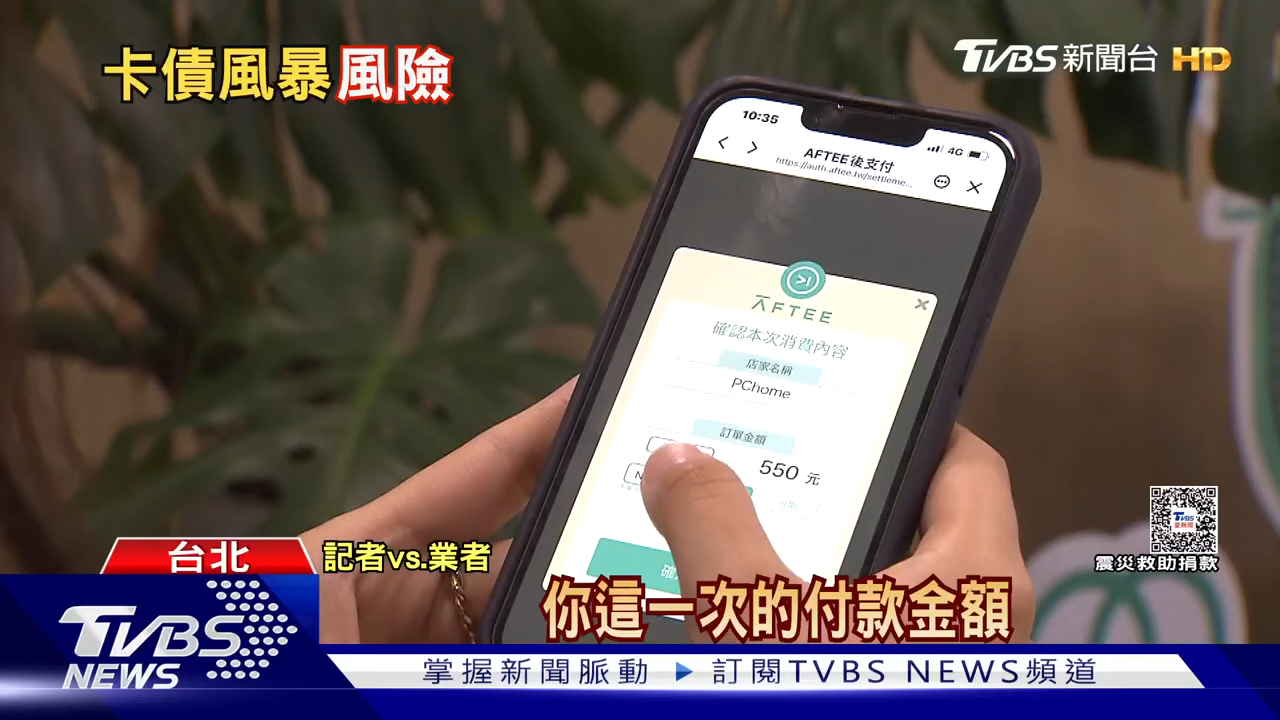 卡債風暴風險
TVBS新聞台 HD
10:35
4G
AFTEE後支付
https://auth.aftee.tw/settleme...
AFTEE
確認本次消費內容
店家名稱
PChome
訂單金額
550 元
TVBS
震災救助捐款
台北
記者vs.業者
你這一次的付款金額
TVBS
NEWS
掌握新聞脈動 ▶ 訂閱TVBS NEWS頻道